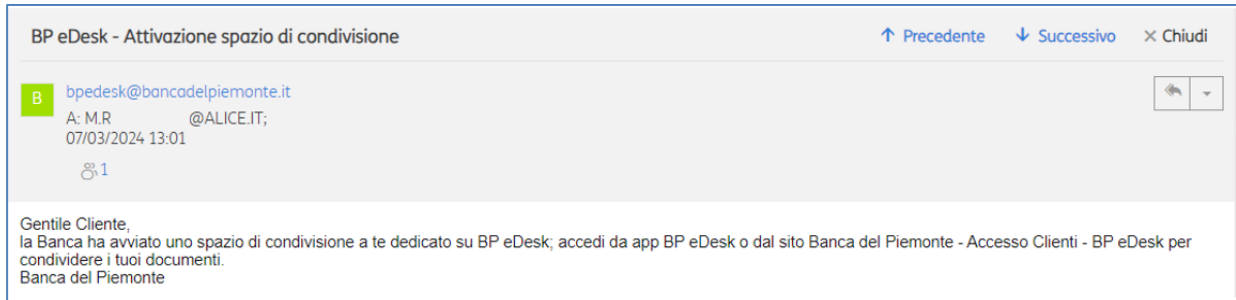 BP eDesk - Attivazione spazio di condivisione
Precedente
Successivo
Chiudi
B
bpedesk@bancadelpiemonte.it
A: M.R @ALICE.IT;
07/03/2024 13:01
1
Gentile Cliente,
la Banca ha avviato uno spazio di condivisione a te dedicato su BP eDesk; accedi da app BP eDesk o dal sito Banca del Piemonte - Accesso Clienti - BP eDesk per
condividere i tuoi documenti.
Banca del Piemonte